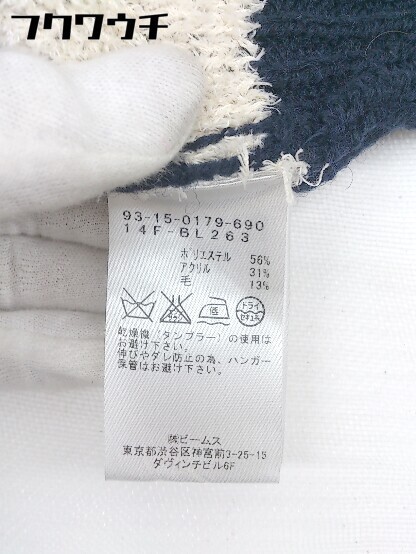 フクワウチ
93-15-0179-690
14F-BL263
ポリエステル 56%
アクリル 31%
毛 13%
低 ドライ
乾燥機(タンブラー)の使用は
お避け下さい。
伸びやダレ防止の為、ハンガー
保管はお避け下さい。
㈱ビームス
東京都渋谷区神宮前3-25-15
ダヴィンチビル6F